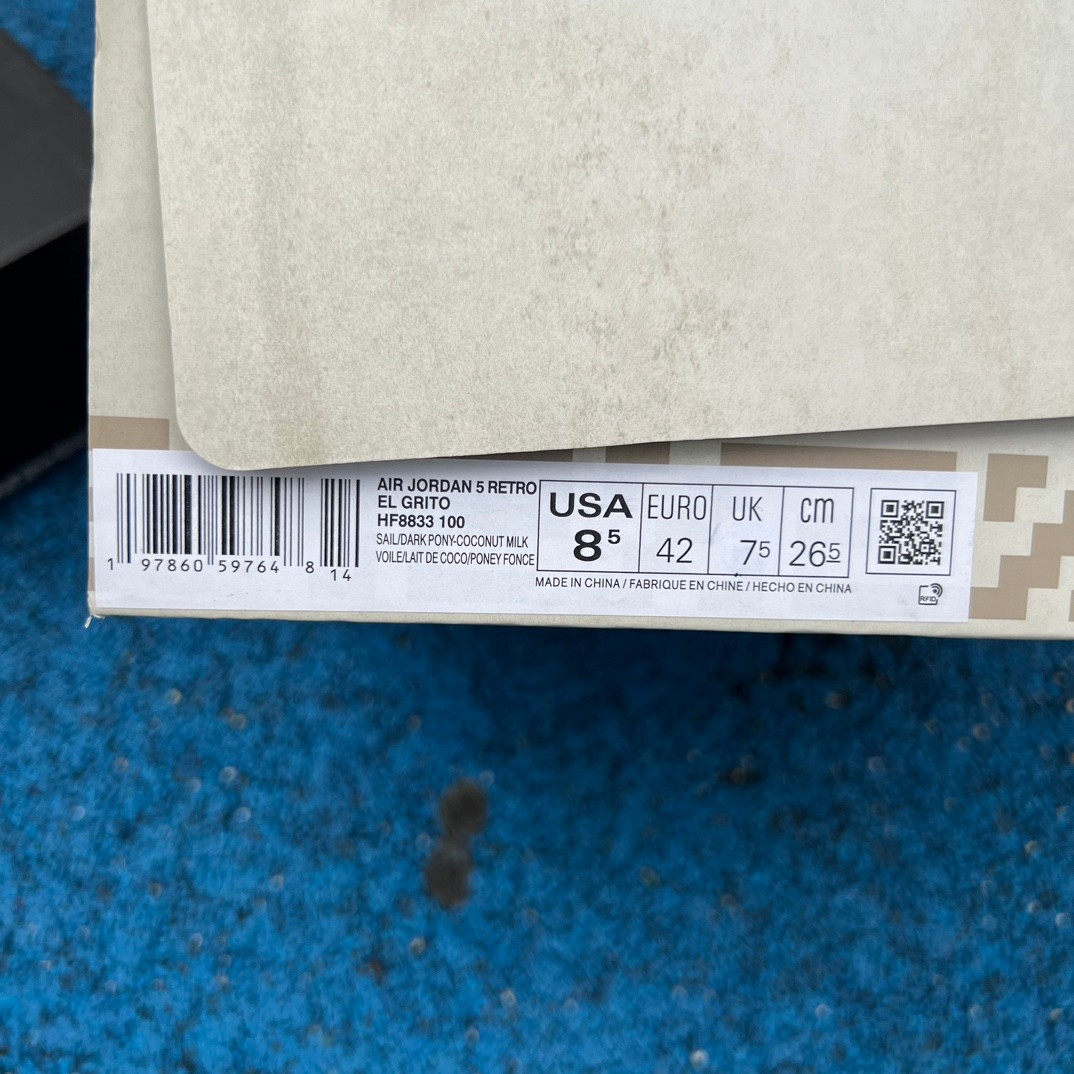 AIR JORDAN 5 RETRO
EL GRITO
HF8833 100
SAIL/DARK PONY-COCONUT MILK
VOILE/LAIT DE COCO/PONEY FONCE
1 97860 59764 8 14
USA EURO UK cm
8⁵ 42 7⁵ 26⁵
MADE IN CHINA / FABRIQUE EN CHINE / HECHO EN CHINA
RFID